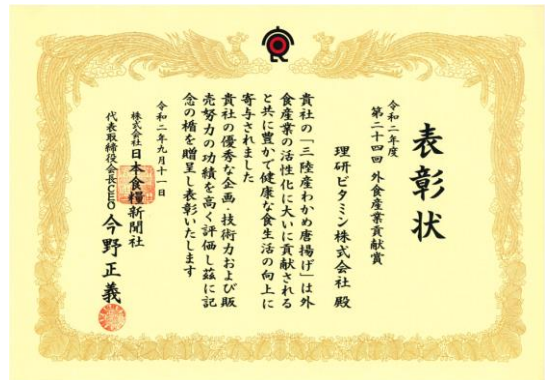 表彰状
令和二年度
第二十四回 外食産業貢献賞
理研ビタミン株式会社 殿
貴社の「三陸産わかめ唐揚げ」は外
食産業の活性化に大いに貢献される
と共に豊かで健康な食生活の向上に
寄与されました
貴社の優秀な企画・技術力および販
売努力の功績を高く評価し茲に記
念の楯を贈呈し表彰いたします
令和二年九月十一日
株式会社日本食糧新聞社
代表取締役会長CEO 今野正義